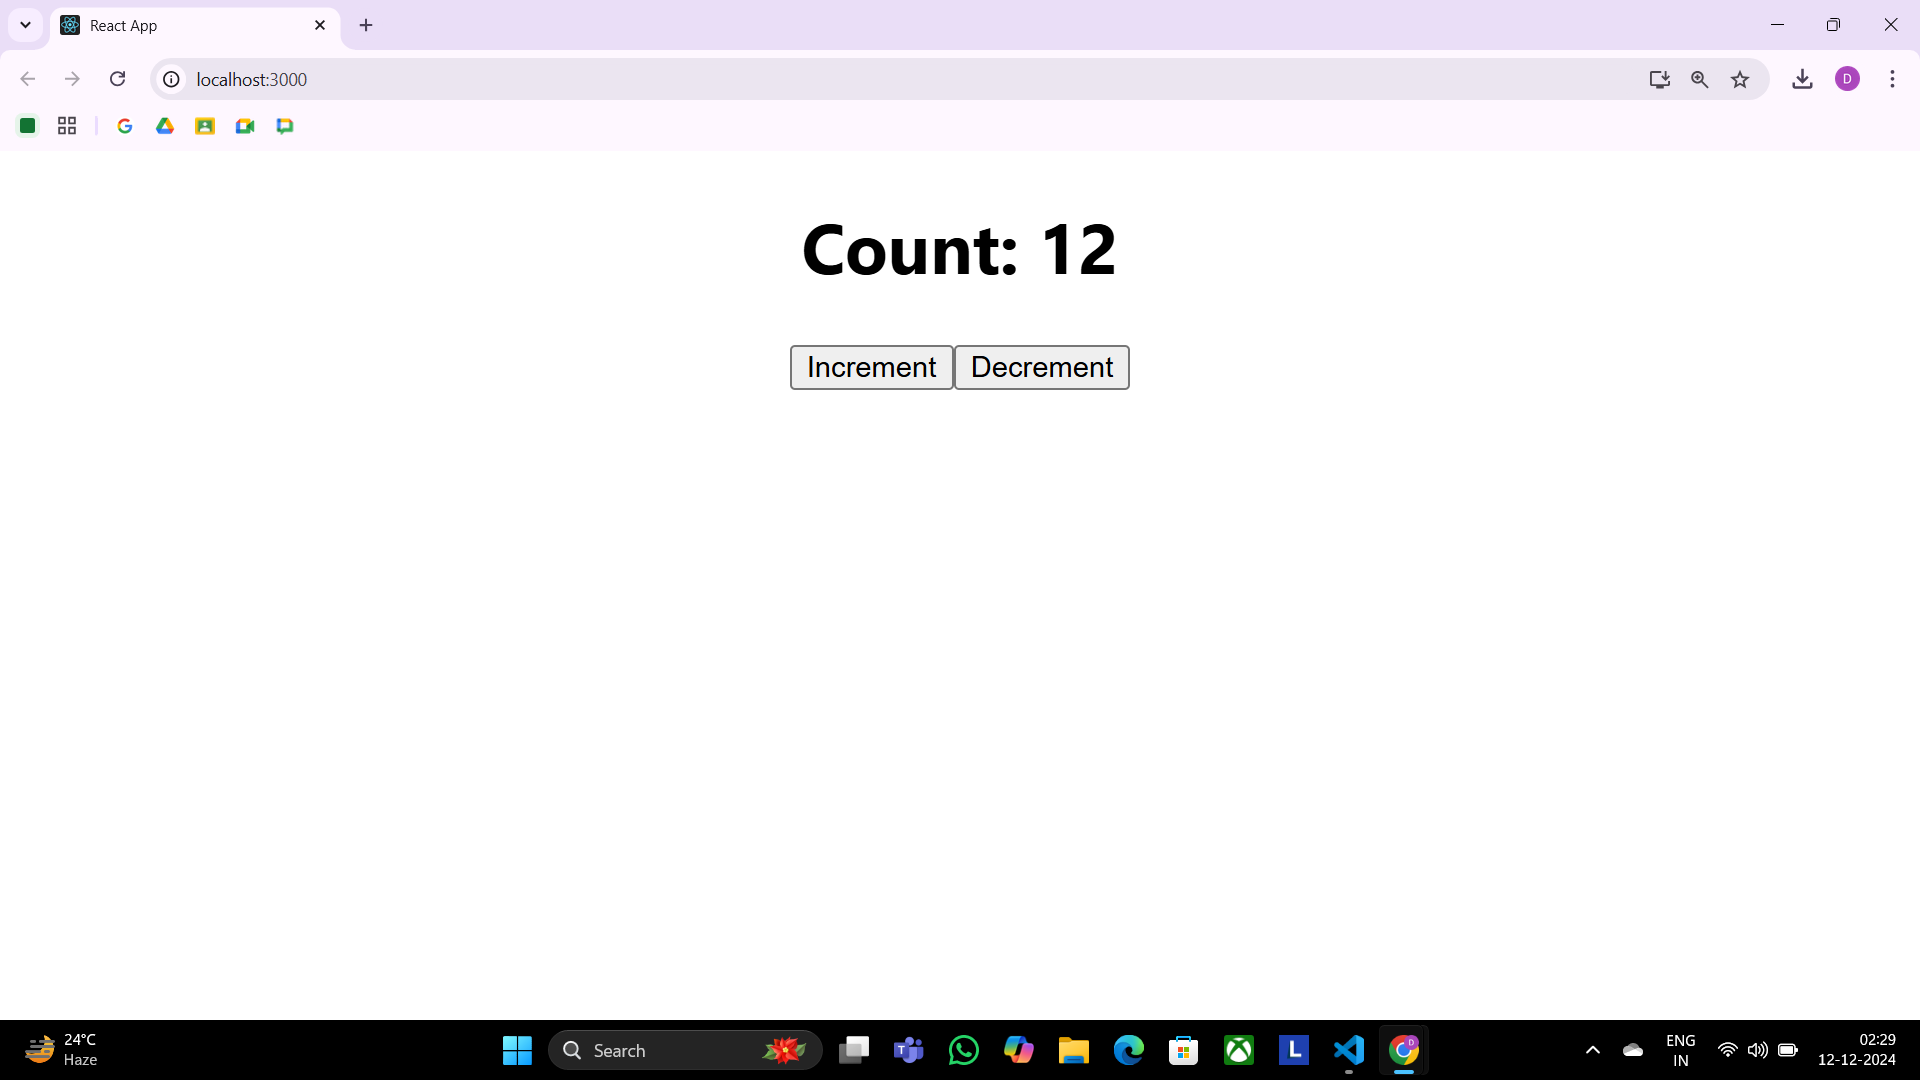 React App
localhost:3000
D
Count: 12
Increment
Decrement
24°C
Haze
Search
T
L
D
ENG
IN
02:29
12-12-2024